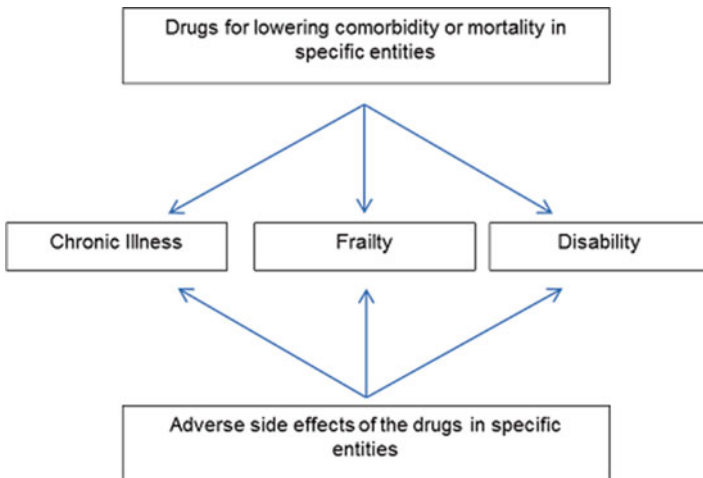 Drugs for lowering comorbidity or mortality in
specific entities
Chronic Illness
Frailty
Disability
Adverse side effects of the drugs in specific
entities